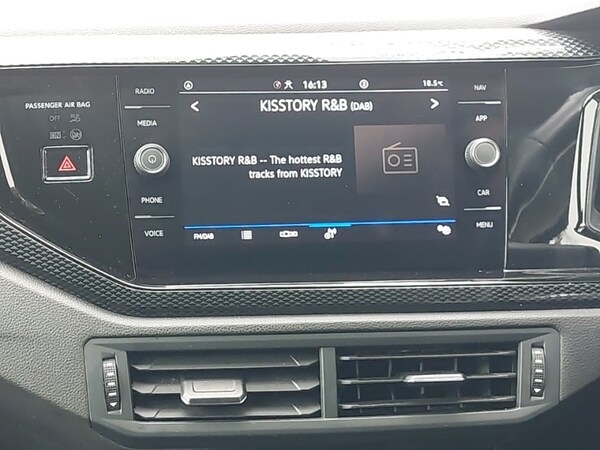 RADIO
16:13
18.5°C
NAV
PASSENGER AIR BAG
OFF
KISSTORY R&B (DAB)
MEDIA
APP
KISSTORY R&B -- The hottest R&B
tracks from KISSTORY
PHONE
CAR
VOICE
FM/DAB
MENU